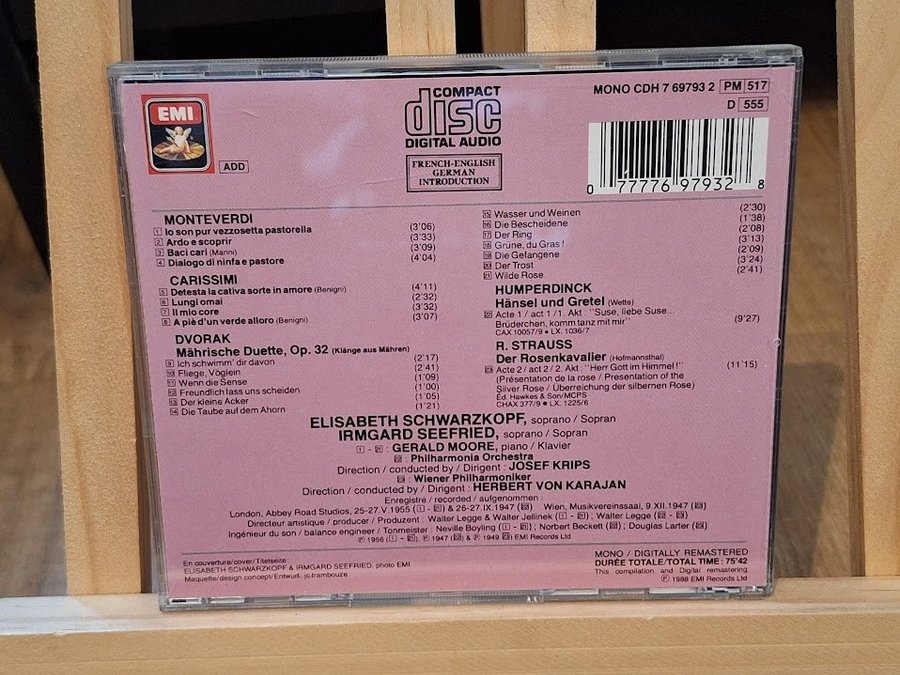 EMI
ADD
COMPACT
disc
DIGITAL AUDIO
FRENCH-ENGLISH
GERMAN
INTRODUCTION
MONO CDH 7 69793 2 PM 517
D 555
0 77776 97932 8
MONTEVERDI
1 Io son pur vezzosetta pastorella (3'06)
2 Ardo e scoprir (3'33)
3 Baci cari (Marini) (3'09)
4 Dialogo di ninfa e pastore (4'04)
CARISSIMI
5 Detesta la cativa sorte in amore (Benigni) (4'11)
6 Lungi omai (2'32)
7 Il mio core (3'32)
8 A piè d'un verde alloro (Benigni) (3'07)
DVORAK
Mährische Duette, Op. 32 (Klänge aus Mähren)
9 Ich schwimm' dir davon (2'17)
10 Fliege, Vöglein (2'41)
11 Wenn die Sense (1'09)
12 Freundlich lass uns scheiden (1'00)
13 Der kleine Acker (1'05)
14 Die Taube auf dem Ahorn (1'21)
15 Wasser und Weinen (2'30)
16 Die Bescheidene (1'38)
17 Der Ring (2'08)
18 Grüne, du Gras! (3'13)
19 Die Gefangene (2'09)
20 Der Trost (3'24)
21 Wilde Rose (2'41)
HUMPERDINCK
Hänsel und Gretel (Wette)
22 Acte 1 / act 1 / 1. Akt : "Suse, liebe Suse...
Brüderchen, komm tanz mit mir" (9'27)
CAX 10057/9 • LX. 1036/7
R. STRAUSS
Der Rosenkavalier (Hofmannsthal)
23 Acte 2 / act 2 / 2. Akt : "Herr Gott im Himmel !" (11'15)
(Présentation de la rose / Presentation of the
Silver Rose / Überreichung der silbernen Rose)
Ed. Hawkes & Son/MCPS
CHAX 377/9 • LX. 1225/6
ELISABETH SCHWARZKOPF, soprano / Sopran
IRMGARD SEEFRIED, soprano / Sopran
1 - 21 : GERALD MOORE, piano / Klavier
22 : Philharmonia Orchestra
Direction / conducted by / Dirigent : JOSEF KRIPS
23 : Wiener Philharmoniker
Direction / conducted by / Dirigent : HERBERT VON KARAJAN
Enregistré / recorded / aufgenommen :
London, Abbey Road Studios, 25-27.V.1955 (1 - 21) & 26-27.IX.1947 (22) Wien, Musikvereinssaal, 9.XII.1947 (23)
Directeur artistique / producer / Produzent : Walter Legge & Walter Jellinek (1 - 21) ; Walter Legge (22 - 23)
Ingénieur du son / balance engineer / Tonmeister : Neville Boyling (1 - 21) ; Norbert Beckett (22) ; Douglas Larter (23)
℗ 1956 (1 - 21), ℗ 1947 (22) & ℗ 1949 (23) EMI Records Ltd
En couverture/cover/Titelseite :
ELISABETH SCHWARZKOPF & IRMGARD SEEFRIED, photo EMI
Maquette/design concept/Entwurf : jc.trambouze
MONO / DIGITALLY REMASTERED
DURÉE TOTALE/TOTAL TIME : 75'42
This compilation and Digital remastering
℗ 1988 EMI Records Ltd